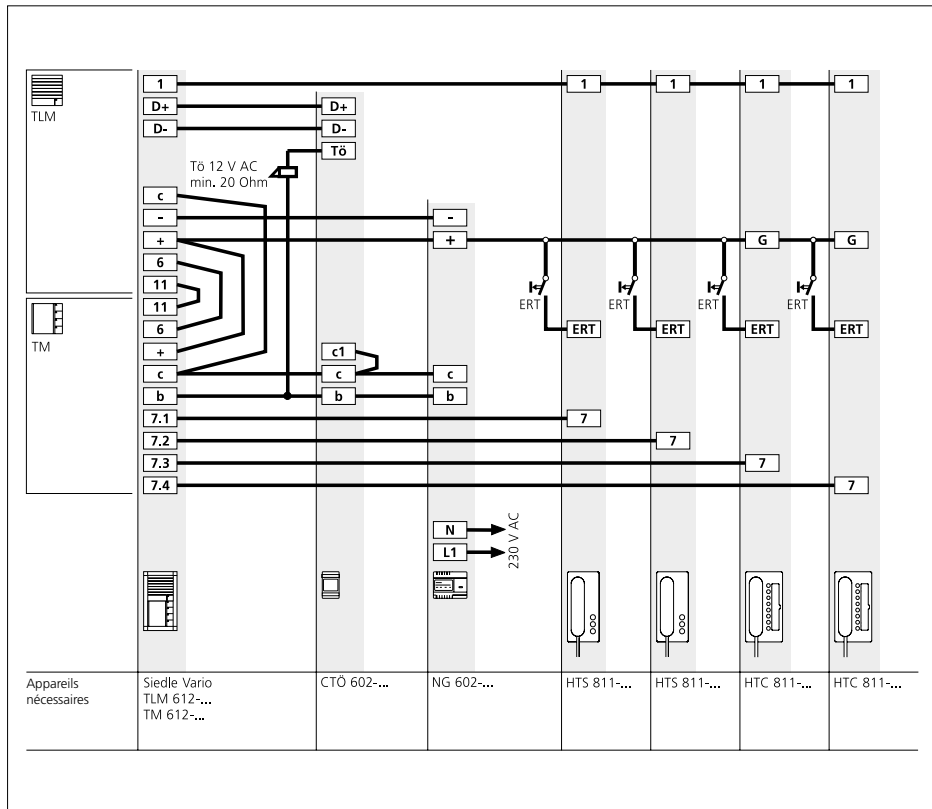 1 1 1 1 1
TLM
D+ D+
D- D-
Tö
Tö 12 V AC
min. 20 Ohm
c
- -
+ + G G
6
11
ERT ERT ERT ERT
11
TM
6 ERT ERT ERT ERT
+ c1
c c c
b b b
7.1 7
7.2 7
7.3 7
7.4 7
N
L1
230 V AC
Appareils
nécessaires
Siedle Vario
TLM 612-...
TM 612-...
CTÖ 602-...
NG 602-...
HTS 811-...
HTS 811-...
HTC 811-...
HTC 811-...